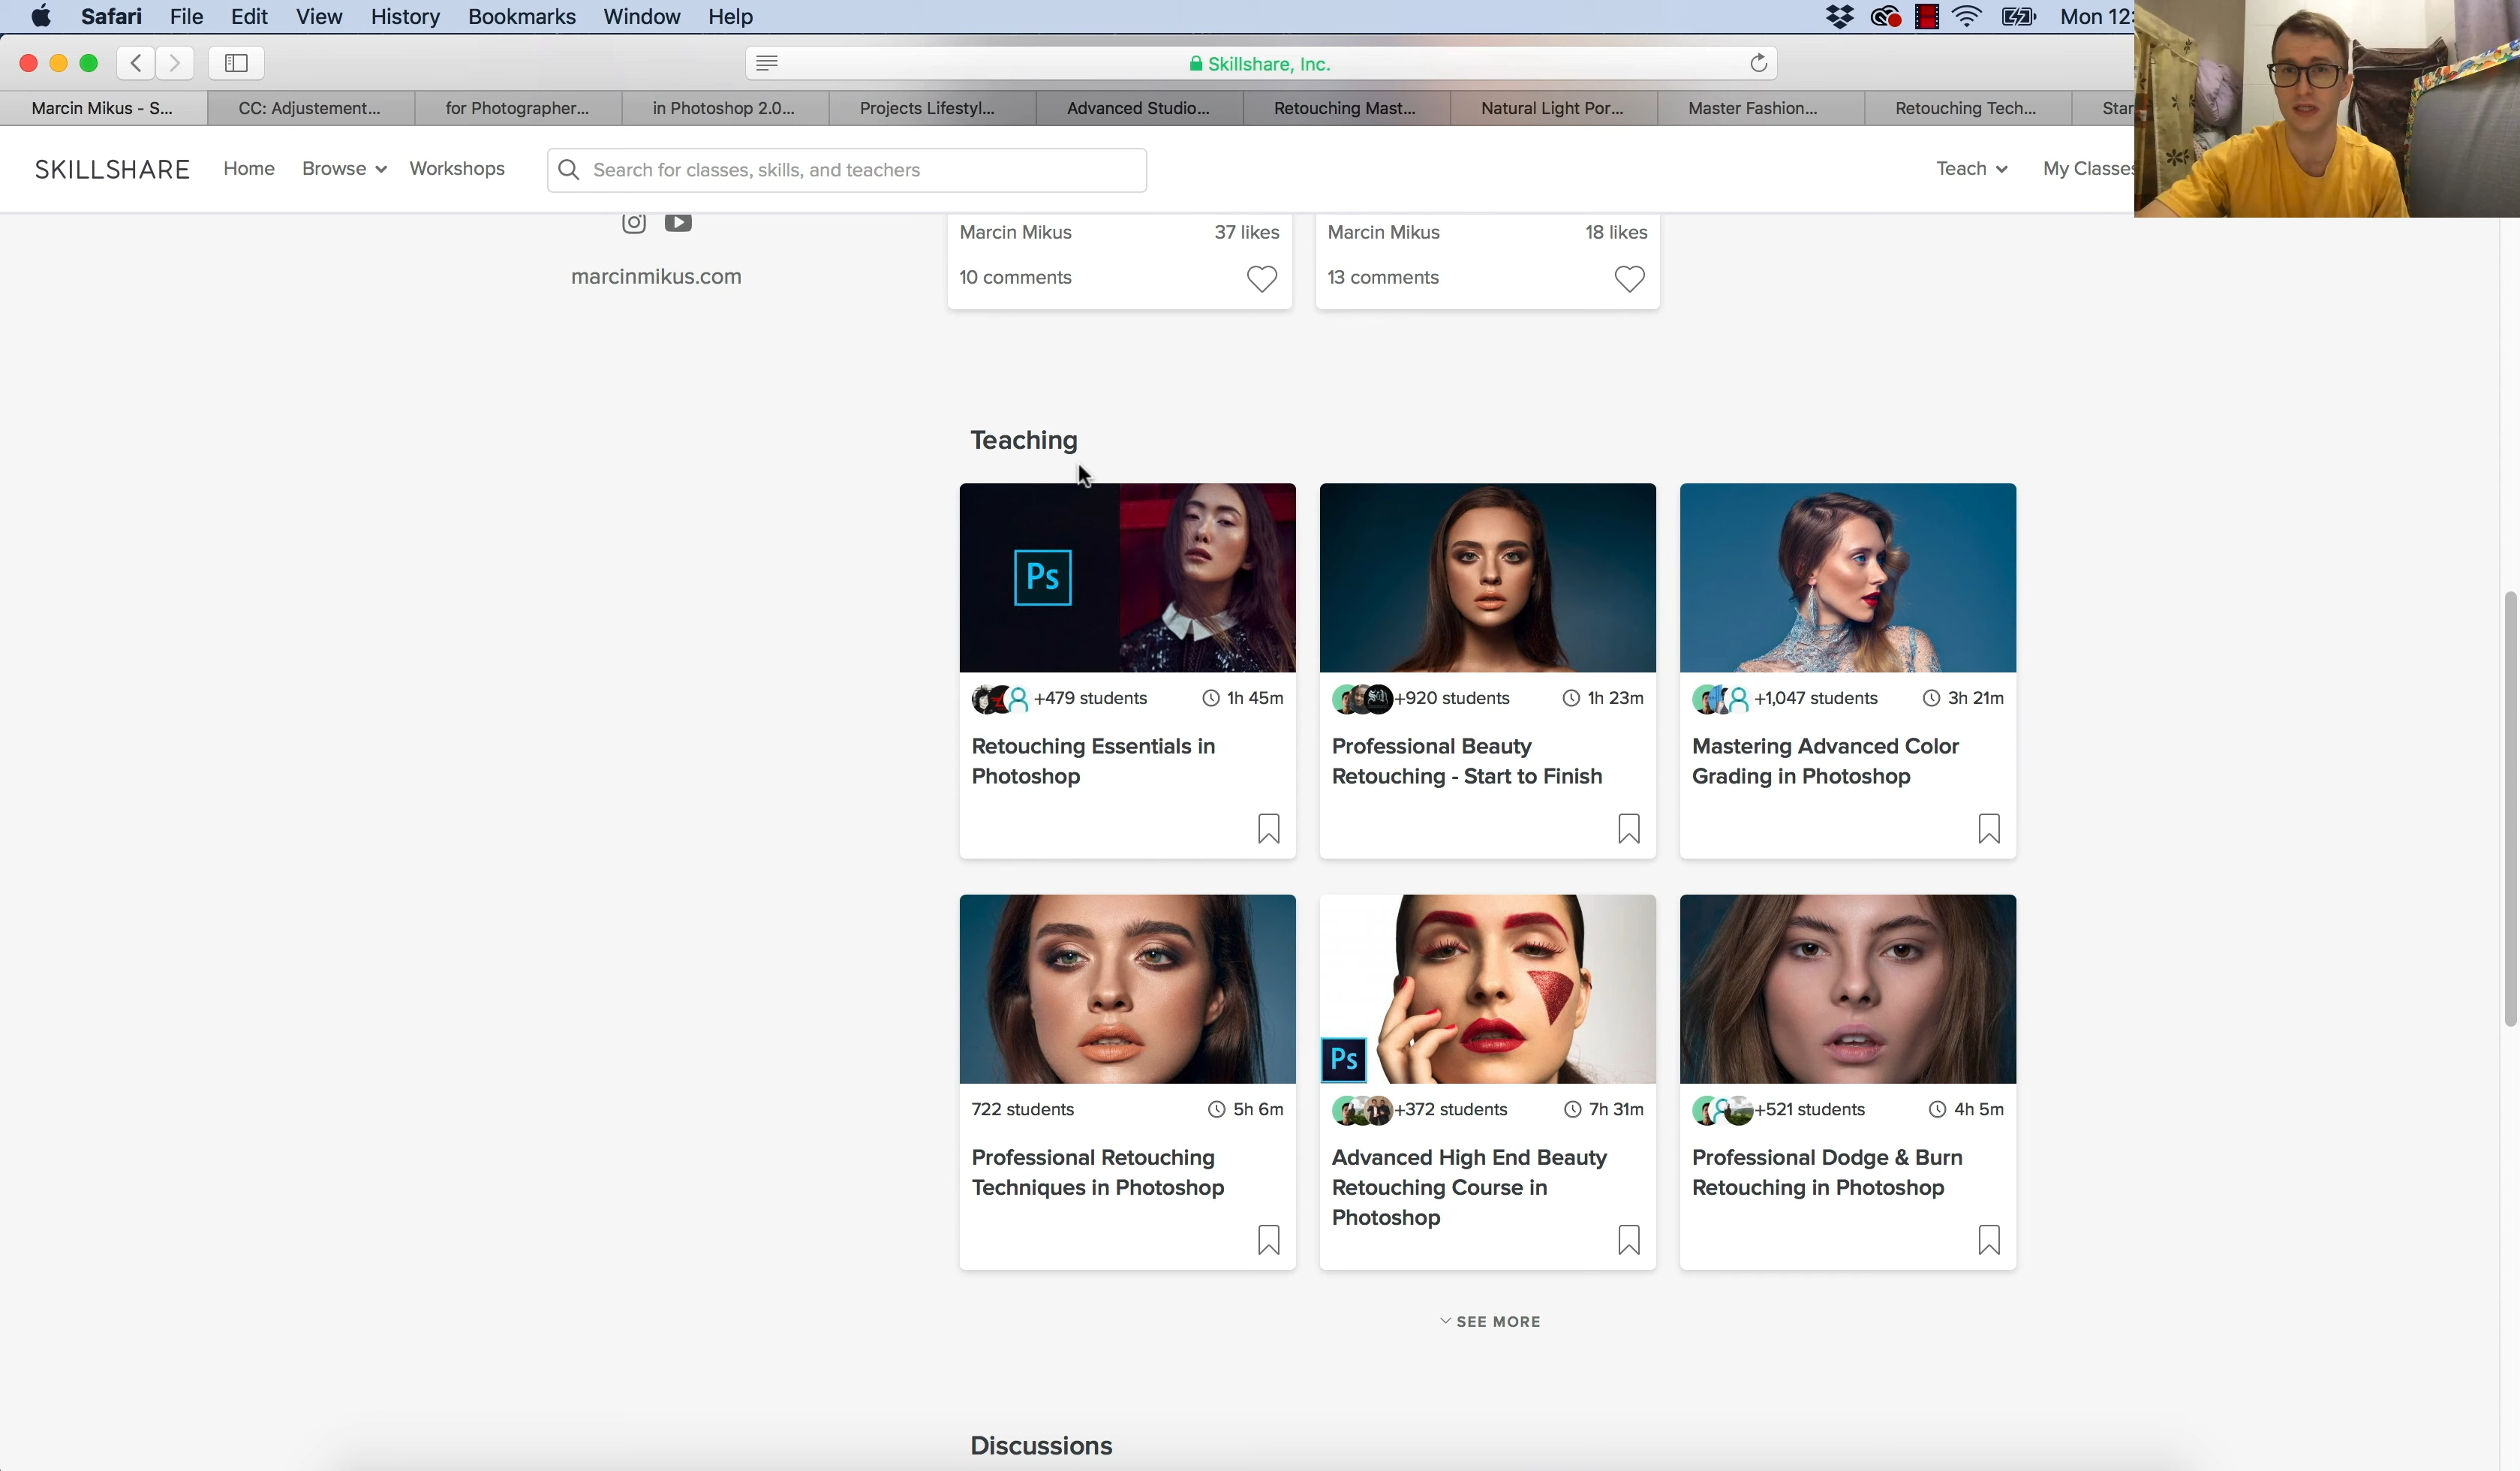 Safari File Edit View History Bookmarks Window Help Mon 12:
Skillshare, Inc.
Marcin Mikus - S... CC: Adjustement... for Photographer... in Photoshop 2.0... Projects Lifestyl... Advanced Studio... Retouching Mast... Natural Light Por... Master Fashion... Retouching Tech... Star
SKILLSHARE Home Browse Workshops Search for classes, skills, and teachers Teach My Classes
marcinmikus.com
Marcin Mikus 37 likes
10 comments
Marcin Mikus 18 likes
13 comments
Teaching
Ps
+479 students 1h 45m
Retouching Essentials in
Photoshop
+920 students 1h 23m
Professional Beauty
Retouching - Start to Finish
+1,047 students 3h 21m
Mastering Advanced Color
Grading in Photoshop
722 students 5h 6m
Professional Retouching
Techniques in Photoshop
Ps
+372 students 7h 31m
Advanced High End Beauty
Retouching Course in
Photoshop
+521 students 4h 5m
Professional Dodge & Burn
Retouching in Photoshop
SEE MORE
Discussions